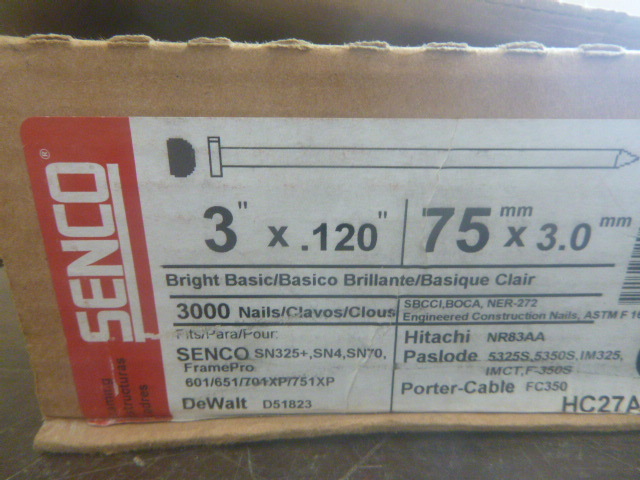 SENCO®
3" x .120"
75 mm x 3.0 mm
Bright Basic/Basico Brillante/Basique Clair
3000 Nails/Clavos/Clous
SBCCI,BOCA, NER-272
Engineered Construction Nails, ASTM F 16
Fits/Para/Pour:
SENCO SN325+,SN4,SN70,
FramePro
601/651/701XP/751XP
DeWalt D51823
Hitachi NR83AA
Paslode 5325S,5350S,IM325,
IMCT,F-350S
Porter-Cable FC350
HC27A